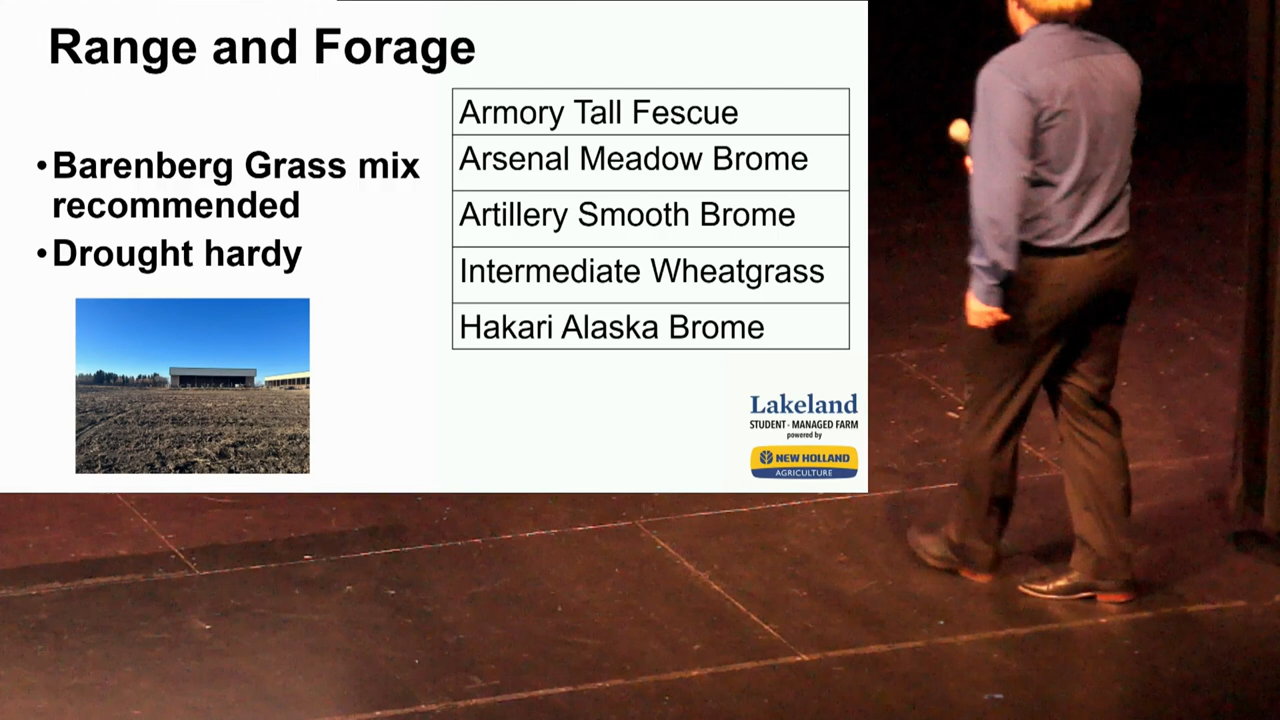 Range and Forage
•Barenberg Grass mix
recommended
•Drought hardy
Armory Tall Fescue
Arsenal Meadow Brome
Artillery Smooth Brome
Intermediate Wheatgrass
Hakari Alaska Brome
Lakeland
STUDENT-MANAGED FARM
powered by
NEW HOLLAND
AGRICULTURE